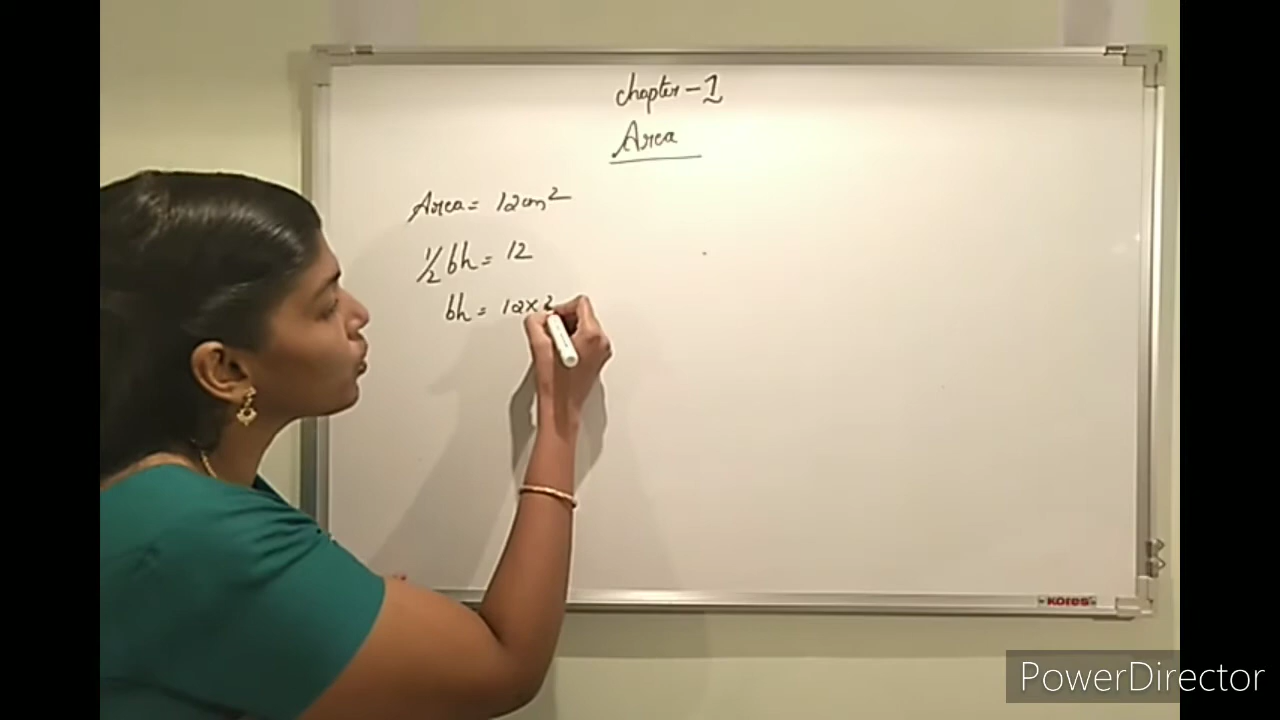 Chapter - 1
Area
Area = 12cm²
1/2 bh = 12
bh = 12 × 2
KORES
PowerDirector